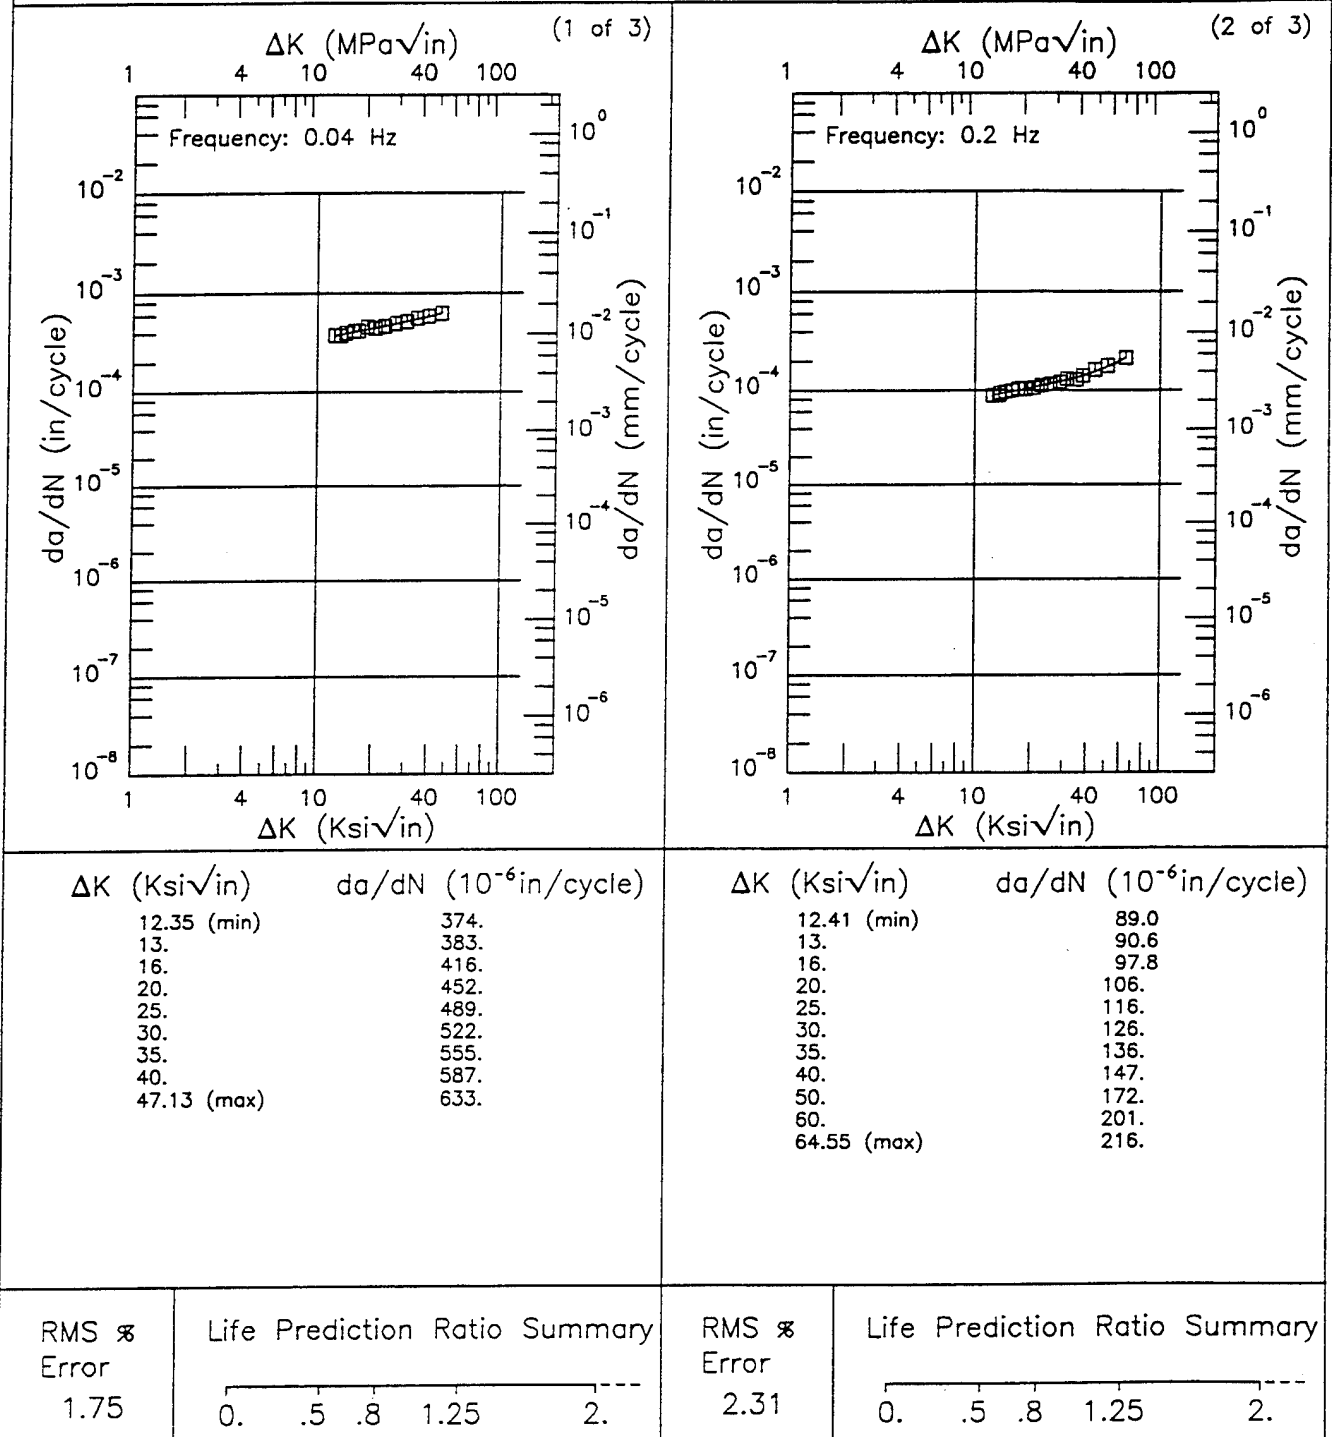 (1 of 3)
ΔK (MPa√in)
1 4 10 40 100
Frequency: 0.04 Hz
10⁰
10⁻²
10⁻¹
10⁻³
10⁻²
10⁻⁴
10⁻³
10⁻⁵
10⁻⁴
10⁻⁶
10⁻⁵
10⁻⁷
10⁻⁶
10⁻⁸
da/dN (in/cycle)
da/dN (mm/cycle)
1 4 10 40 100
ΔK (Ksi√in)
(2 of 3)
ΔK (MPa√in)
1 4 10 40 100
Frequency: 0.2 Hz
10⁰
10⁻²
10⁻¹
10⁻³
10⁻²
10⁻⁴
10⁻³
10⁻⁵
10⁻⁴
10⁻⁶
10⁻⁵
10⁻⁷
10⁻⁶
10⁻⁸
da/dN (in/cycle)
da/dN (mm/cycle)
1 4 10 40 100
ΔK (Ksi√in)
ΔK (Ksi√in) da/dN (10⁻⁶in/cycle)
12.35 (min) 374.
13. 383.
16. 416.
20. 452.
25. 489.
30. 522.
35. 555.
40. 587.
47.13 (max) 633.
ΔK (Ksi√in) da/dN (10⁻⁶in/cycle)
12.41 (min) 89.0
13. 90.6
16. 97.8
20. 106.
25. 116.
30. 126.
35. 136.
40. 147.
50. 172.
60. 201.
64.55 (max) 216.
RMS %
Error
1.75
Life Prediction Ratio Summary
0. .5 .8 1.25 2.
RMS %
Error
2.31
Life Prediction Ratio Summary
0. .5 .8 1.25 2.